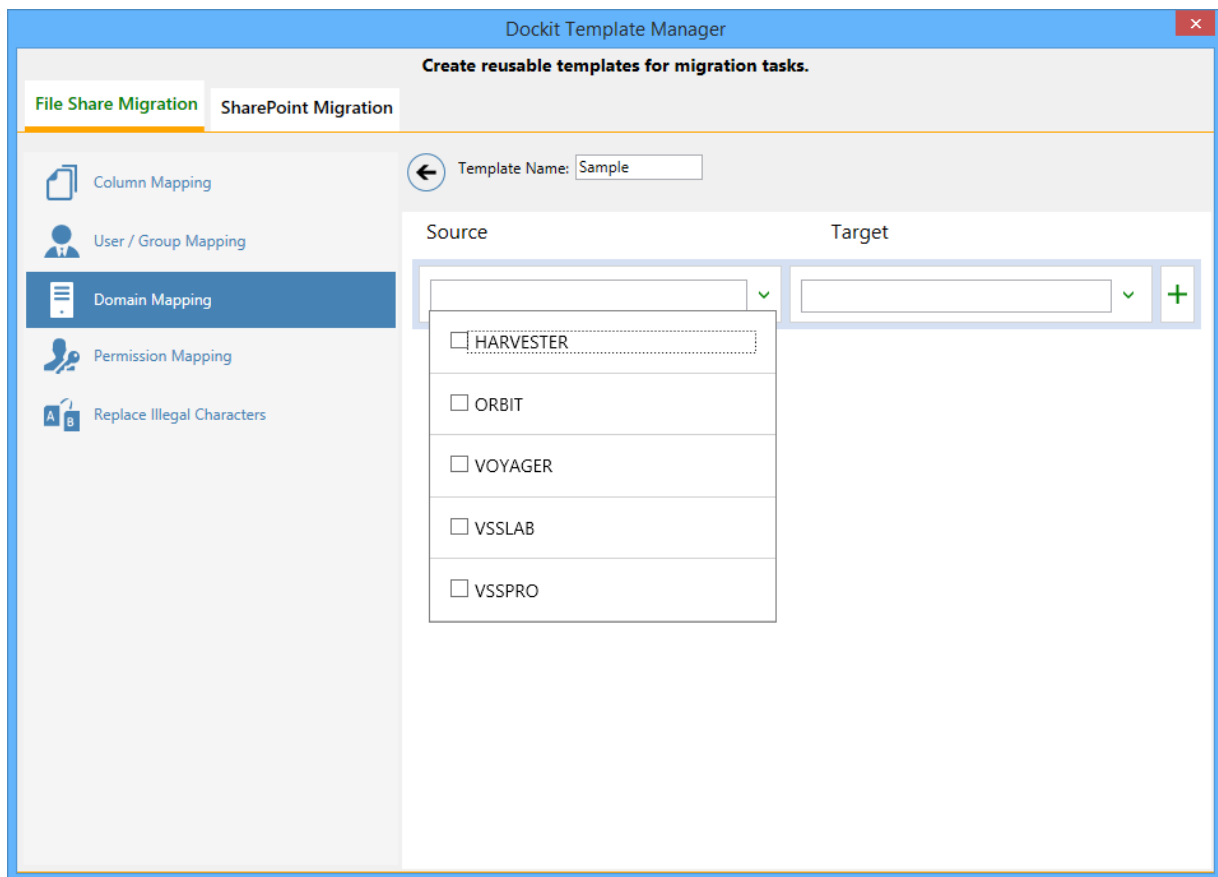 Dockit Template Manager
Create reusable templates for migration tasks.
File Share Migration
SharePoint Migration
Column Mapping
User / Group Mapping
Domain Mapping
Permission Mapping
A B
Replace Illegal Characters
Template Name: Sample
Source Target
HARVESTER
ORBIT
VOYAGER
VSSLAB
VSSPRO